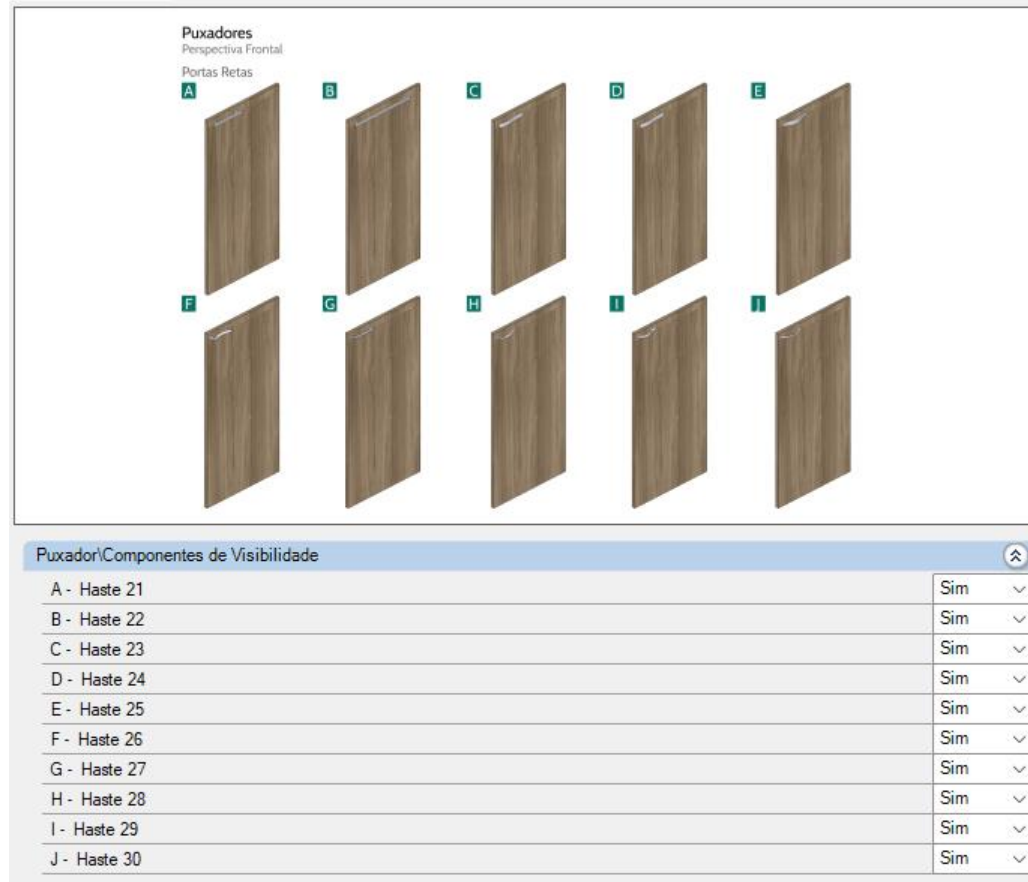 Puxadores
Perspectiva Frontal
Portas Retas
A B C D E
F G H I J
Puxador\Componentes de Visibilidade
A - Haste 21 Sim
B - Haste 22 Sim
C - Haste 23 Sim
D - Haste 24 Sim
E - Haste 25 Sim
F - Haste 26 Sim
G - Haste 27 Sim
H - Haste 28 Sim
I - Haste 29 Sim
J - Haste 30 Sim